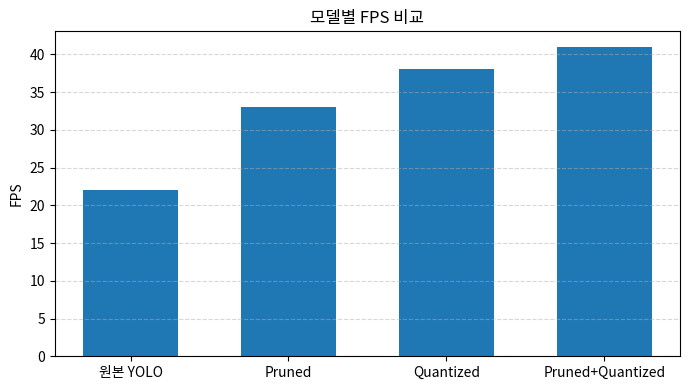 모델별 FPS 비교
FPS
40
35
30
25
20
15
10
5
0
원본 YOLO
Pruned
Quantized
Pruned+Quantized